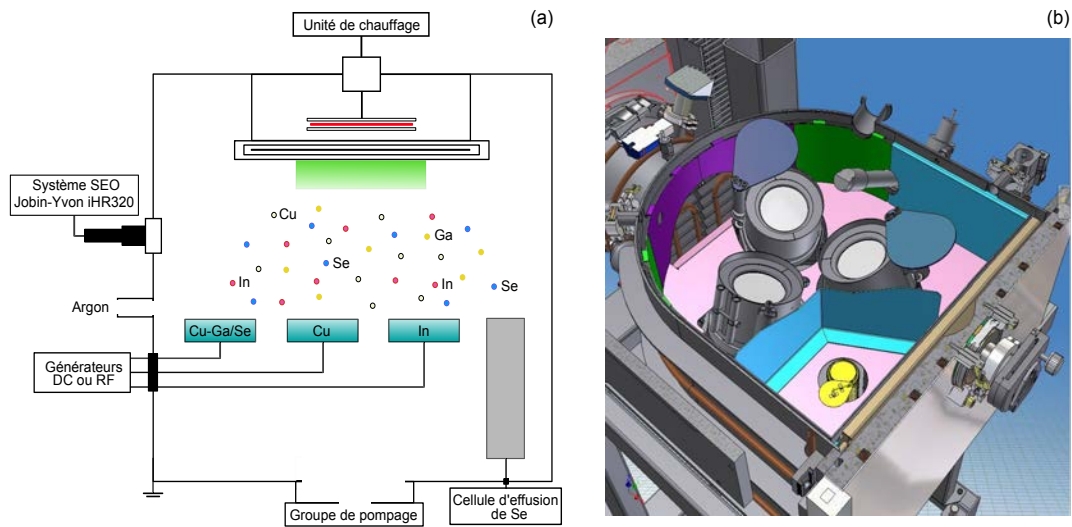 Unité de chauffage
(a)
(b)
Système SEO
Jobin-Yvon iHR320
Cu
Ga
Se
In
In
Se
Argon
Cu-Ga/Se
Cu
In
Générateurs
DC ou RF
Groupe de pompage
Cellule d'effusion
de Se